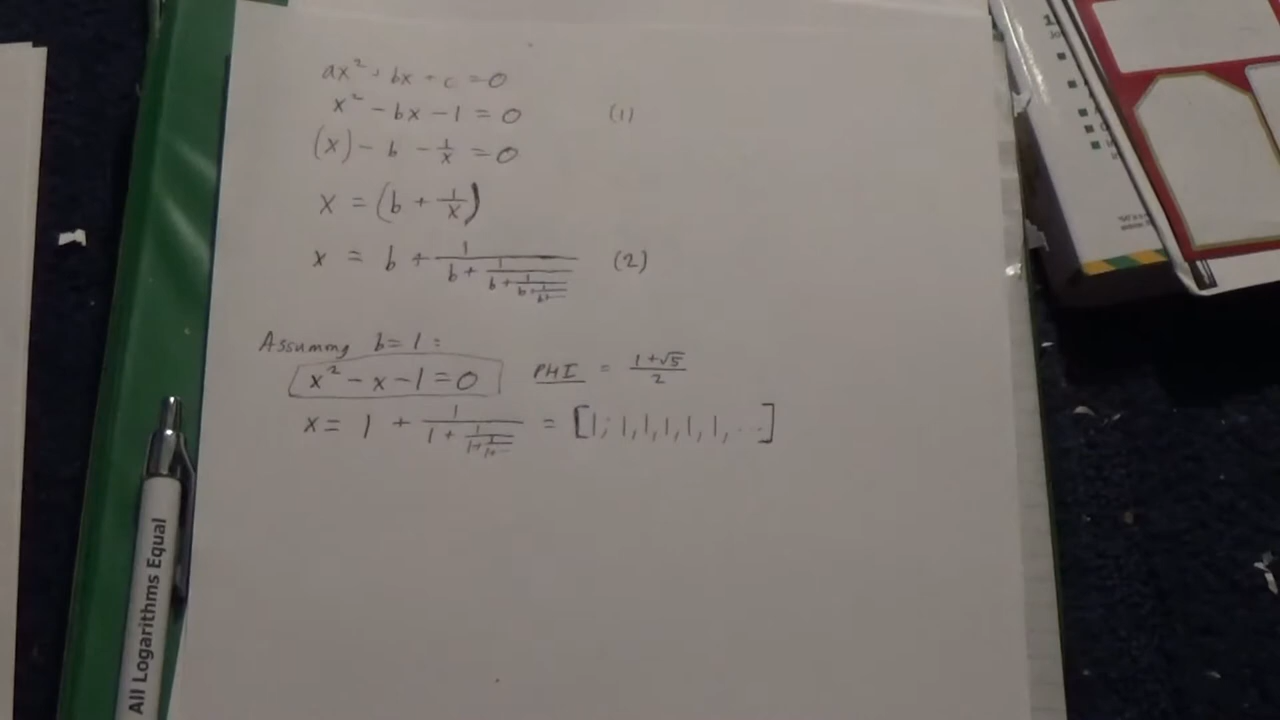 ax² + bx + c = 0
x² - bx - 1 = 0 (1)
(x) - b - 1/x = 0
x = (b + 1/x)
x = b + 1/(b + 1/(b + 1/(b + 1/(b+... (2)
Assuming b = 1 :
x² - x - 1 = 0 PHI = (1+√5)/2
x = 1 + 1/(1 + 1/(1 + 1/(1+... = [1; 1, 1, 1, 1, 1, ...]
All Logarithms Equal